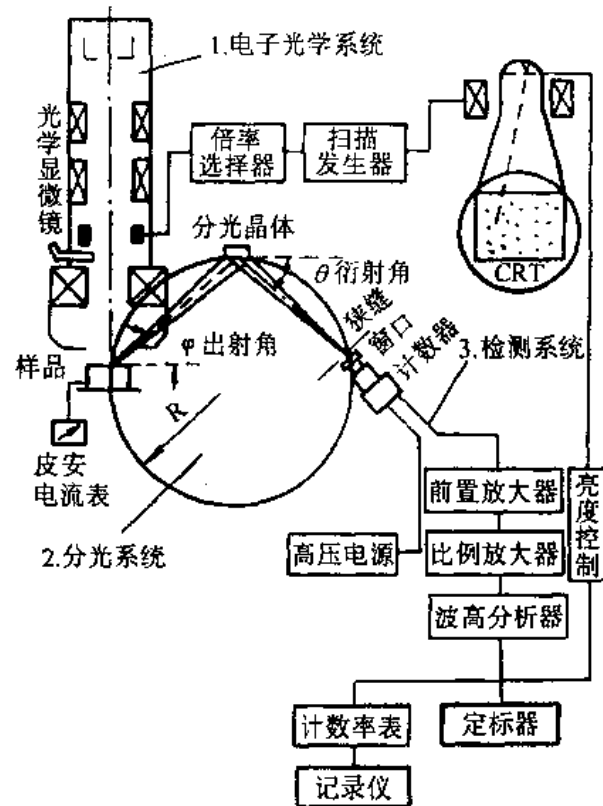 1.电子光学系统
光学显微镜
倍率
选择器
扫描
发生器
CRT
分光晶体
θ衍射角
狭缝
窗口
计数器
φ出射角
3.检测系统
样品
R
皮安
电流表
2.分光系统
前置放大器
亮度控制
高压电源
比例放大器
波高分析器
计数率表
定标器
记录仪